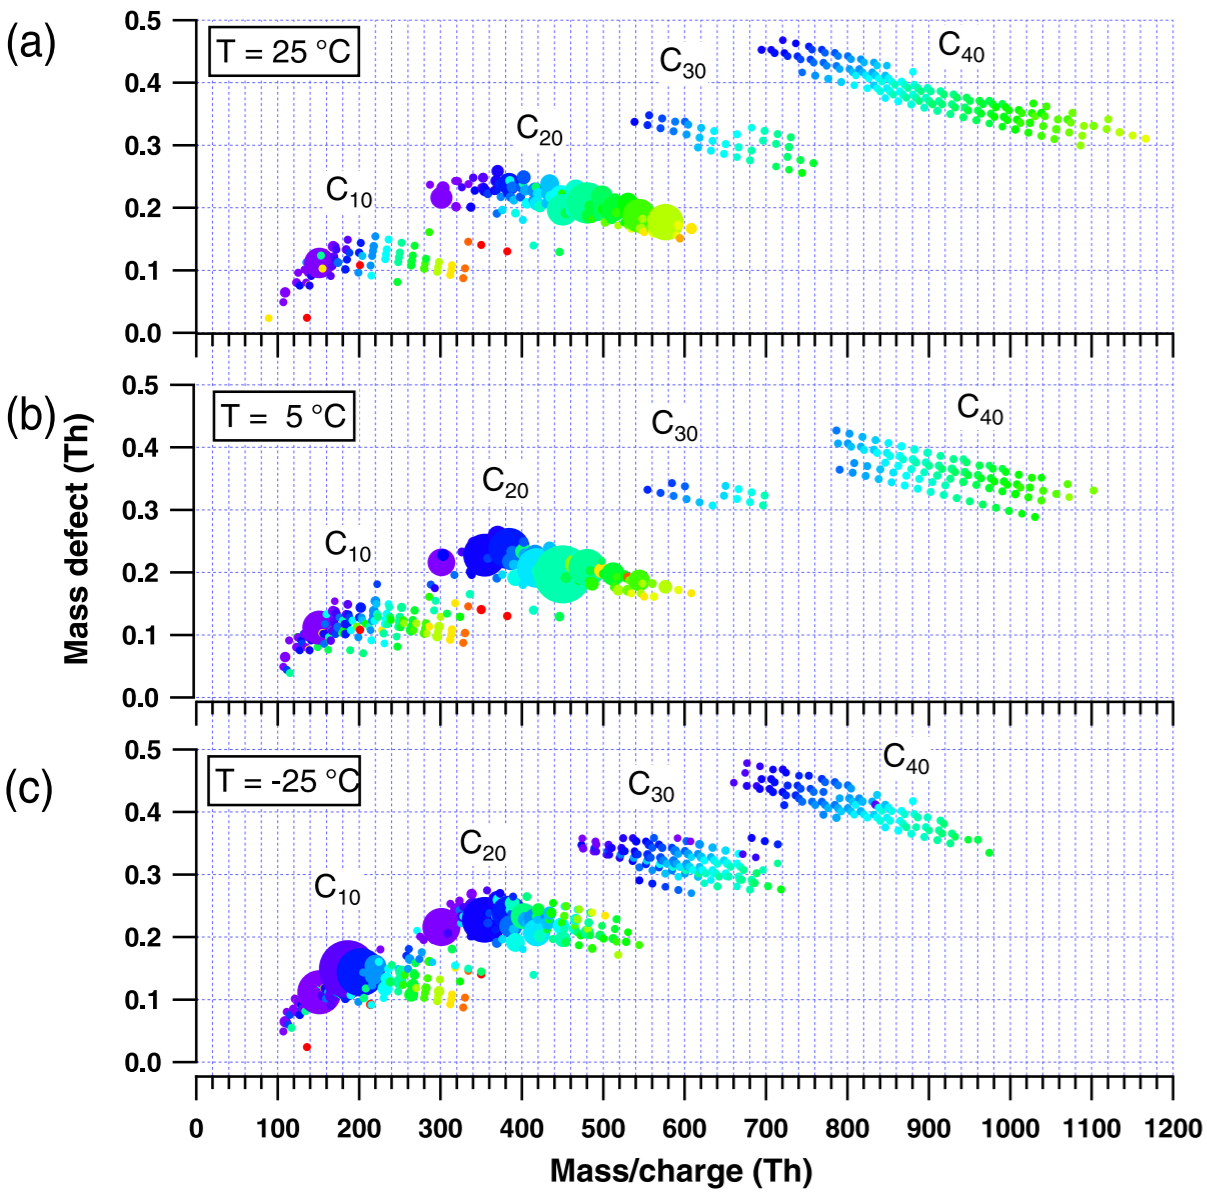 (a)
T = 25 °C
C10
C20
C30
C40
0.5
0.4
0.3
0.2
0.1
0.0
(b)
T = 5 °C
C10
C20
C30
C40
0.5
0.4
0.3
0.2
0.1
0.0
Mass defect (Th)
(c)
T = -25 °C
C10
C20
C30
C40
0.5
0.4
0.3
0.2
0.1
0.0
0 100 200 300 400 500 600 700 800 900 1000 1100 1200
Mass/charge (Th)